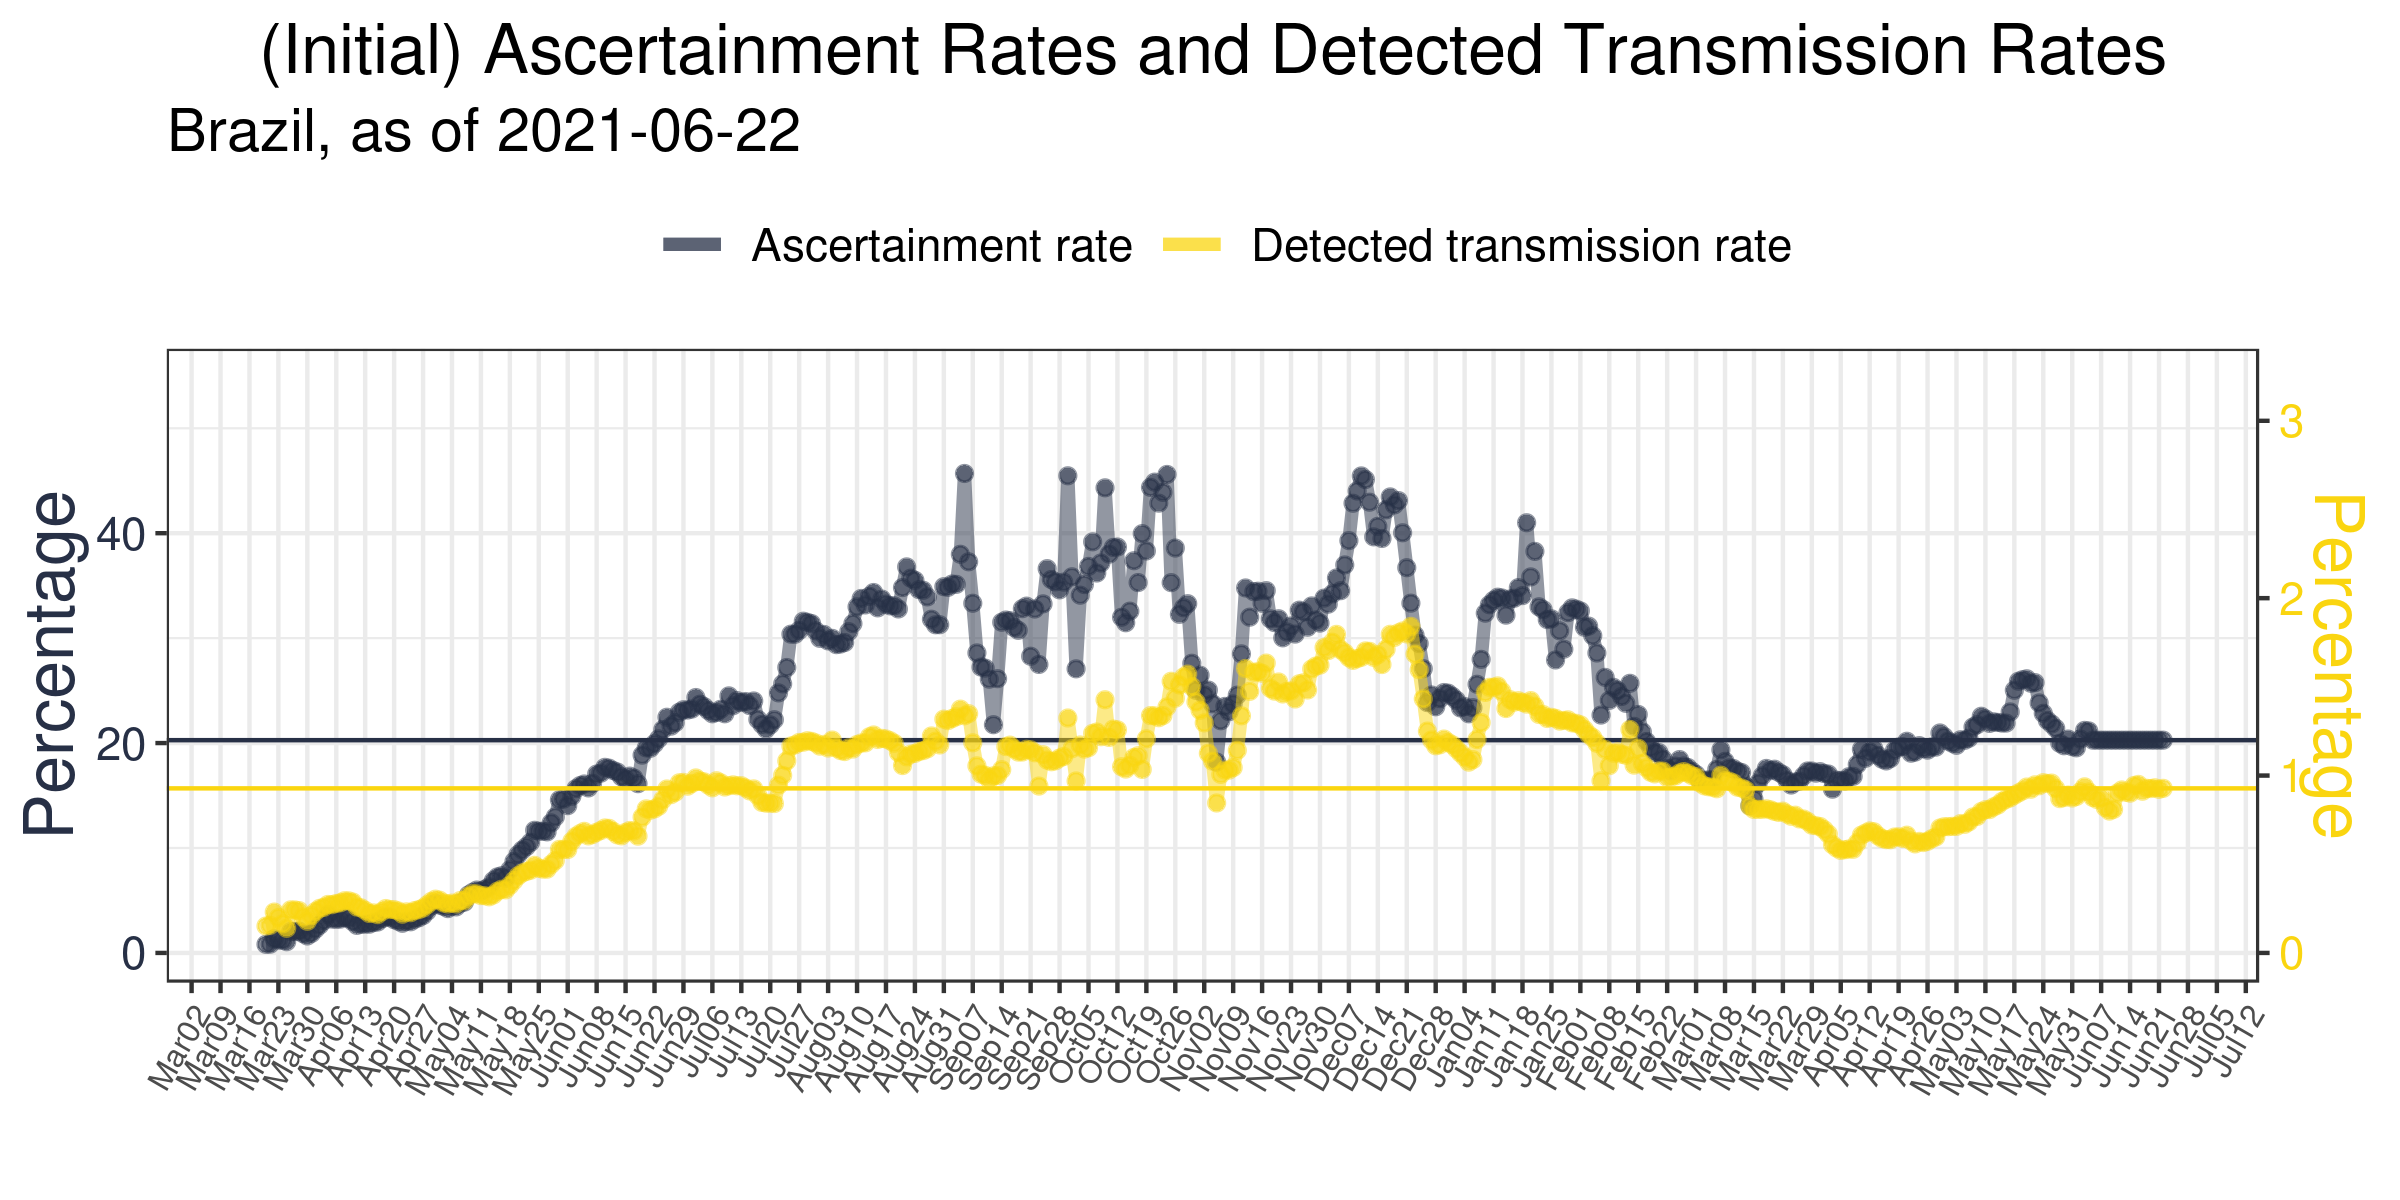 (Initial) Ascertainment Rates and Detected Transmission Rates
Brazil, as of 2021-06-22
Ascertainment rate
Detected transmission rate
Percentage
40
20
0
3
2
1
0
Percentage
Mar02
Mar09
Mar16
Mar23
Mar30
Apr06
Apr13
Apr20
Apr27
May04
May11
May18
May25
Jun01
Jun08
Jun15
Jun22
Jun29
Jul06
Jul13
Jul20
Jul27
Aug03
Aug10
Aug17
Aug24
Aug31
Sep07
Sep14
Sep21
Sep28
Oct05
Oct12
Oct19
Oct26
Nov02
Nov09
Nov16
Nov23
Nov30
Dec07
Dec14
Dec21
Dec28
Jan04
Jan11
Jan18
Jan25
Feb01
Feb08
Feb15
Feb22
Mar01
Mar08
Mar15
Mar22
Mar29
Apr05
Apr12
Apr19
Apr26
May03
May10
May17
May24
May31
Jun07
Jun14
Jun21
Jun28
Jul05
Jul12